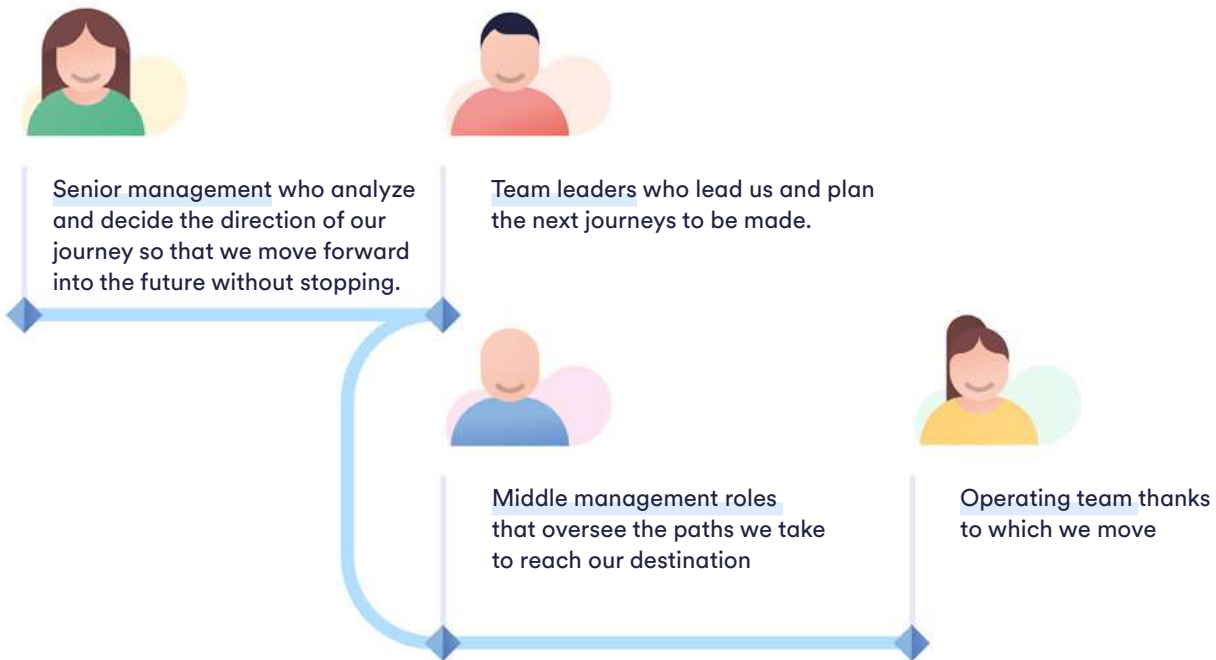 Senior management who analyze
and decide the direction of our
journey so that we move forward
into the future without stopping.
Team leaders who lead us and plan
the next journeys to be made.
Middle management roles
that oversee the paths we take
to reach our destination
Operating team thanks
to which we move